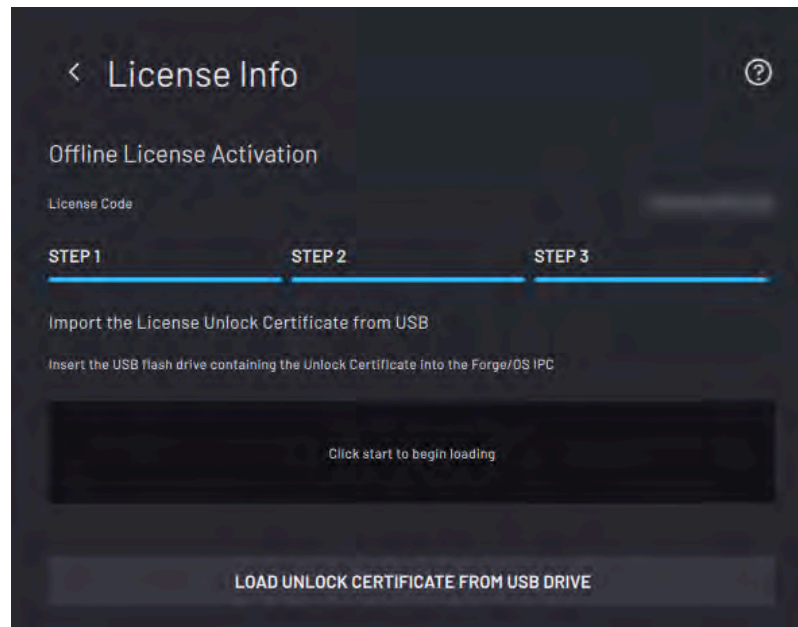 License Info
Offline License Activation
License Code
STEP 1 STEP 2 STEP 3
Import the License Unlock Certificate from USB
Insert the USB flash drive containing the Unlock Certificate into the Forge/OS IPC
Click start to begin loading
LOAD UNLOCK CERTIFICATE FROM USB DRIVE